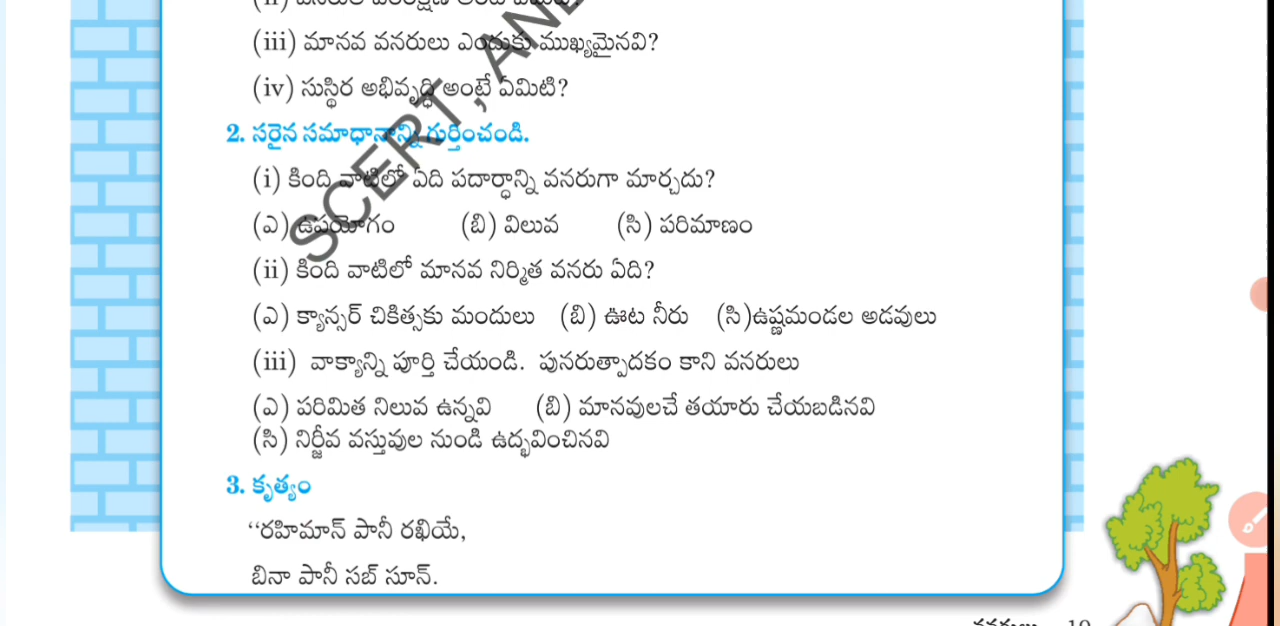 (iii) మానవ వనరులు ఎందుకు ముఖ్యమైనవి?
(iv) సుస్థిర అభివృద్ధి అంటే ఏమిటి?
2. సరైన సమాధానాన్ని గుర్తించండి.
(i) కింది వాటిలో ఏది పదార్ధాన్ని వనరుగా మార్చదు?
(ఎ) ఉపయోగం (బి) విలువ (సి) పరిమాణం
(ii) కింది వాటిలో మానవ నిర్మిత వనరు ఏది?
(ఎ) క్యాన్సర్ చికిత్సకు మందులు (బి) ఊట నీరు (సి)ఉష్ణమండల అడవులు
(iii) వాక్యాన్ని పూర్తి చేయండి. పునరుత్పాదకం కాని వనరులు
(ఎ) పరిమిత నిలువ ఉన్నవి (బి) మానవులచే తయారు చేయబడినవి
(సి) నిర్జీవ వస్తువుల నుండి ఉద్భవించినవి
3. కృత్యం
“రహిమాన్ పానీ రఖియే,
బినా పానీ సబ్ సూన్.
SCERT, AN